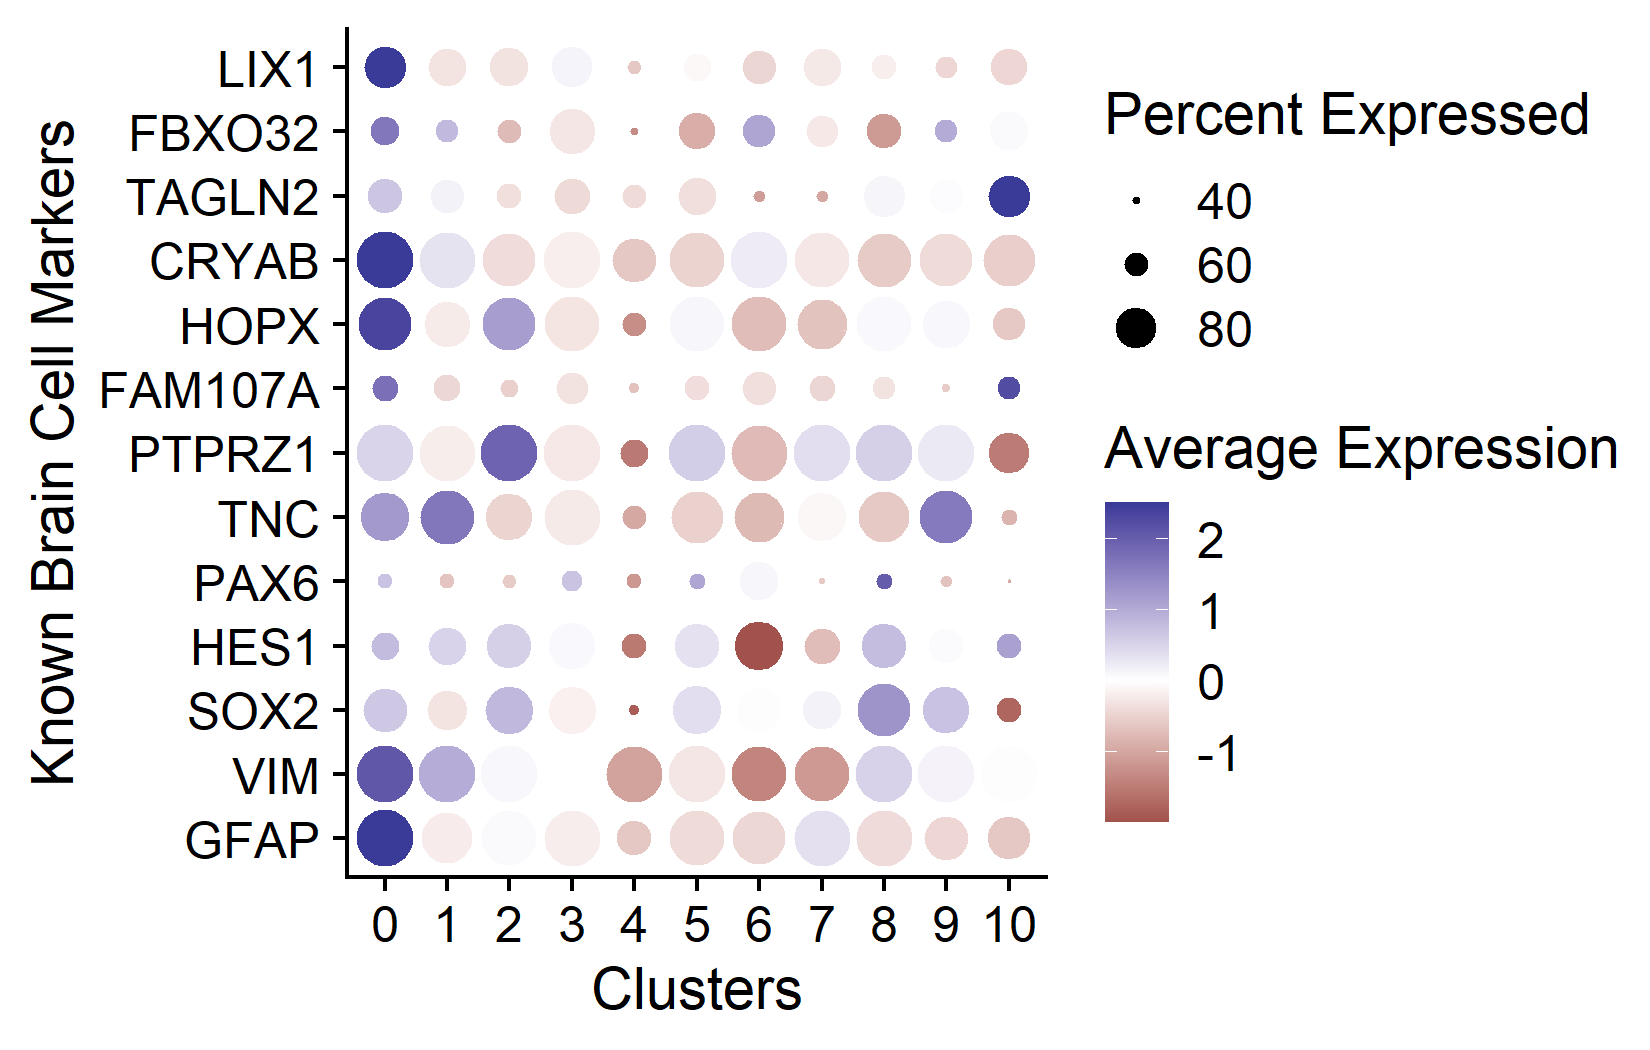 Known Brain Cell Markers
LIX1
FBXO32
TAGLN2
CRYAB
HOPX
FAM107A
PTPRZ1
TNC
PAX6
HES1
SOX2
VIM
GFAP
0 1 2 3 4 5 6 7 8 9 10
Clusters
Percent Expressed
40
60
80
Average Expression
2
1
0
-1